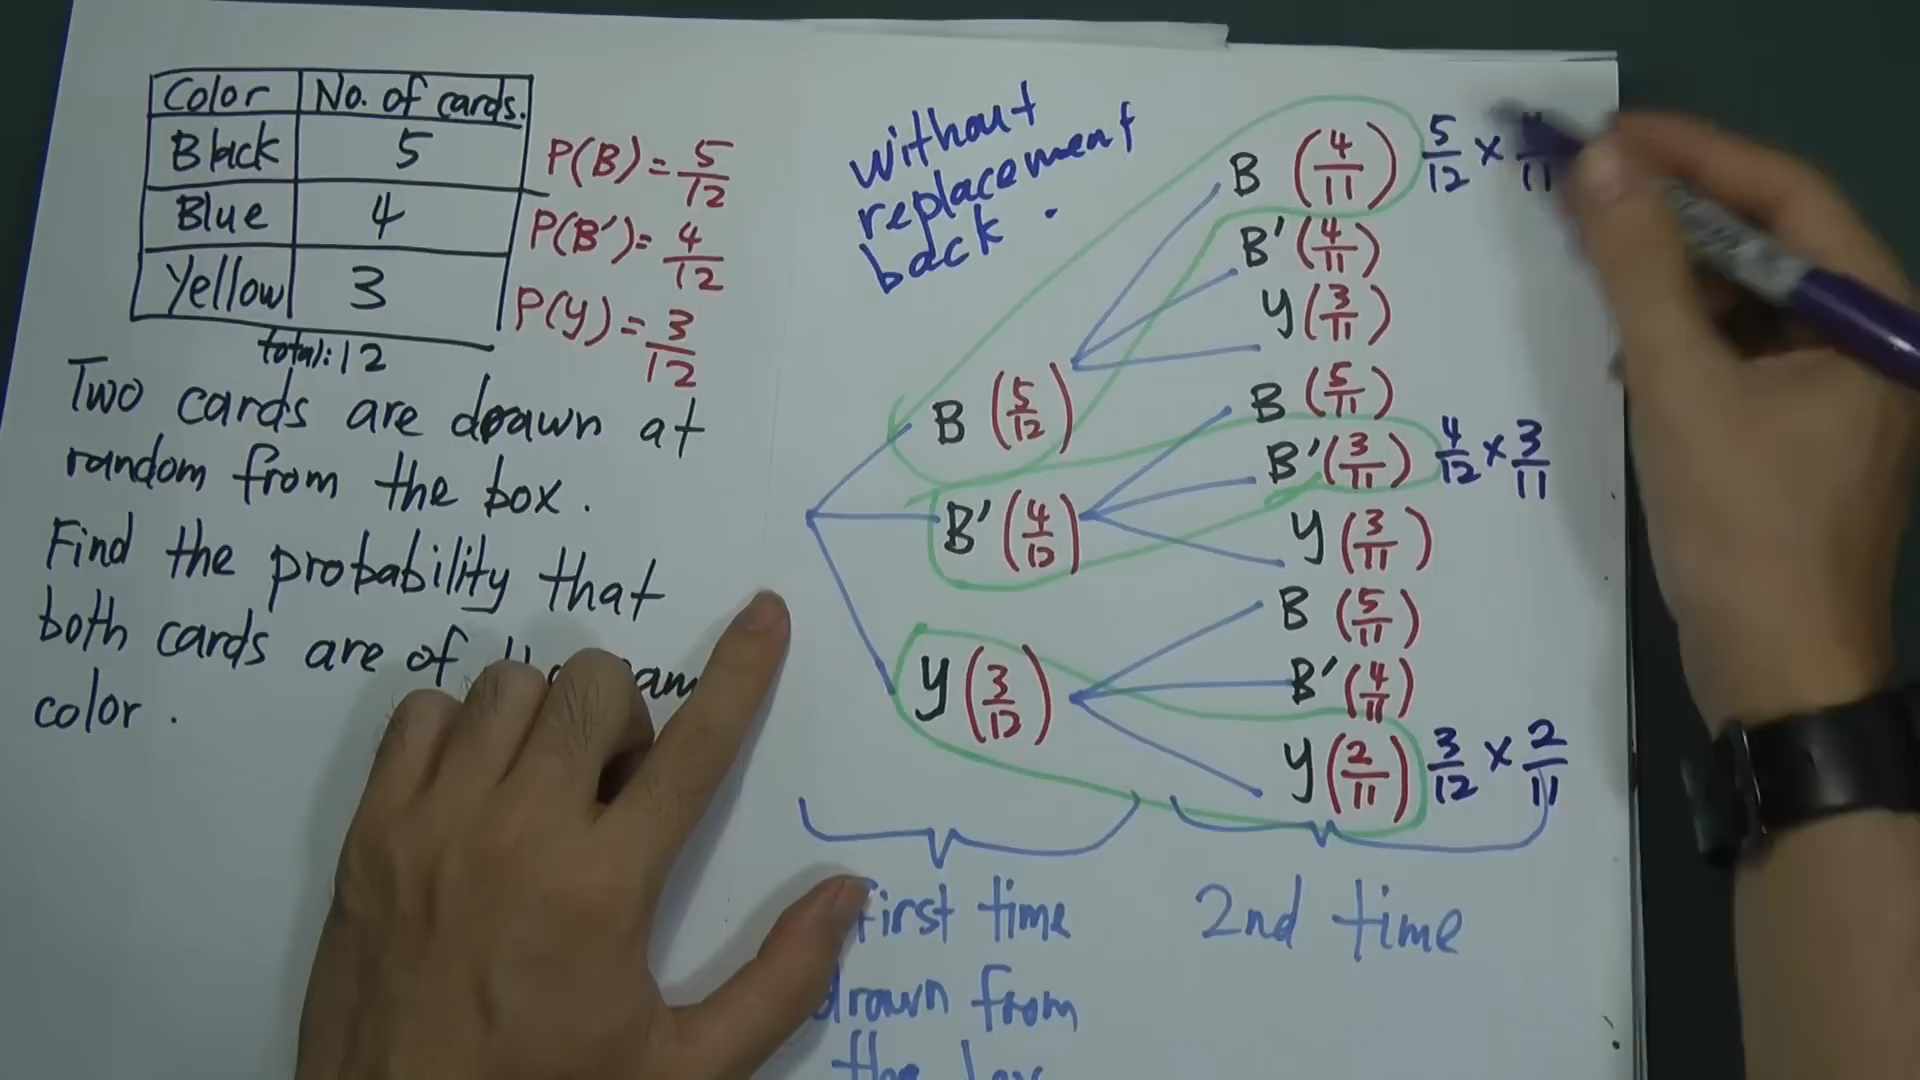 Color No. of cards.
Black 5
Blue 4
Yellow 3
total: 12
P(B) = 5/12
P(B') = 4/12
P(Y) = 3/12
Two cards are drawn at
random from the box.
Find the probability that
both cards are of
color.
without
replacement
back.
B (5/12)
B' (4/12)
Y (3/12)
B (4/11) 5/12 ×
B' (4/11)
Y (3/11)
B (5/11)
B' (3/11) 4/12 × 3/11
Y (3/11)
B (5/11)
B' (4/11)
Y (2/11) 3/12 × 2/11
First time
drawn from
the
2nd time